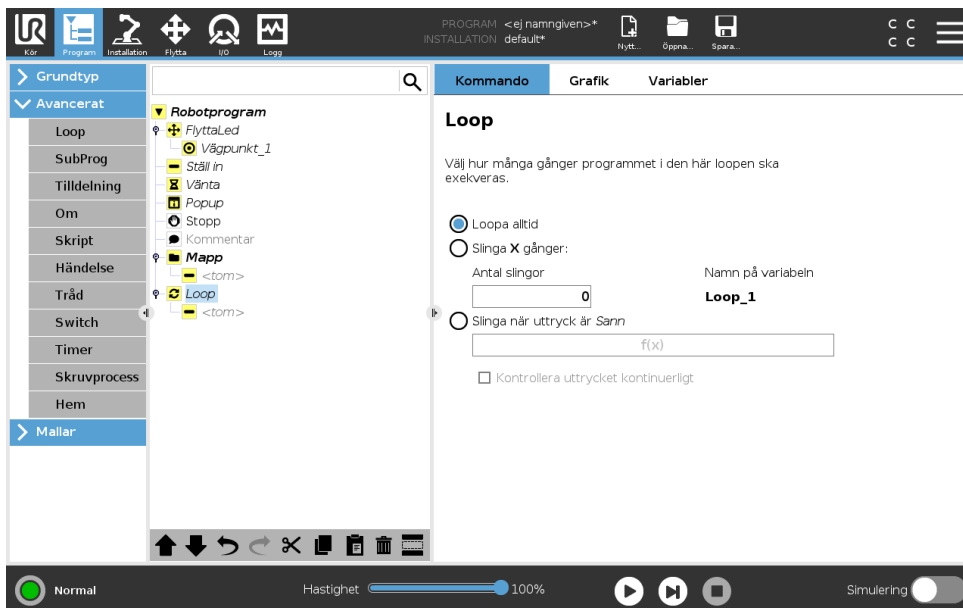 PROGRAM <ej namngiven>*
INSTALLATION default*
Kör
Program
Installation
Flytta
I/O
Logg
Nytt...
Öppna...
Spara...
C C
C C
Grundtyp
Avancerat
Loop
SubProg
Tilldelning
Om
Skript
Händelse
Tråd
Switch
Timer
Skruvprocess
Hem
Mallar
Robotprogram
FlyttaLed
Vägpunkt_1
Ställ in
Vänta
Popup
Stopp
Kommentar
Mapp
<tom>
Loop
<tom>
Kommando
Grafik
Variabler
Loop
Välj hur många gånger programmet i den här loopen ska
exekveras.
Loopa alltid
Slinga X gånger:
Antal slingor
Namn på variabeln
0
Loop_1
Slinga när uttryck är Sann
f(x)
Kontrollera uttrycket kontinuerligt
Normal
Hastighet
100%
Simulering